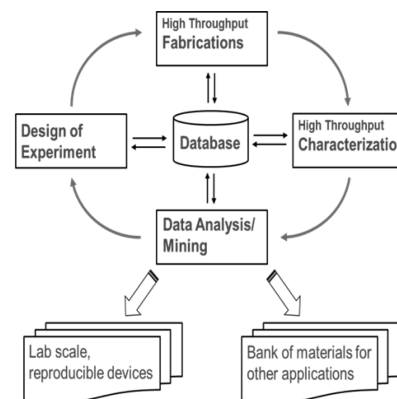 High Throughput
Fabrications
Design of
Experiment
Database
High Throughput
Characterizatio
Data Analysis/
Mining
Lab scale,
reproducible devices
Bank of materials for
other applications